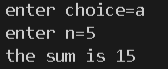 enter choice=a
enter n=5
the sum is 15